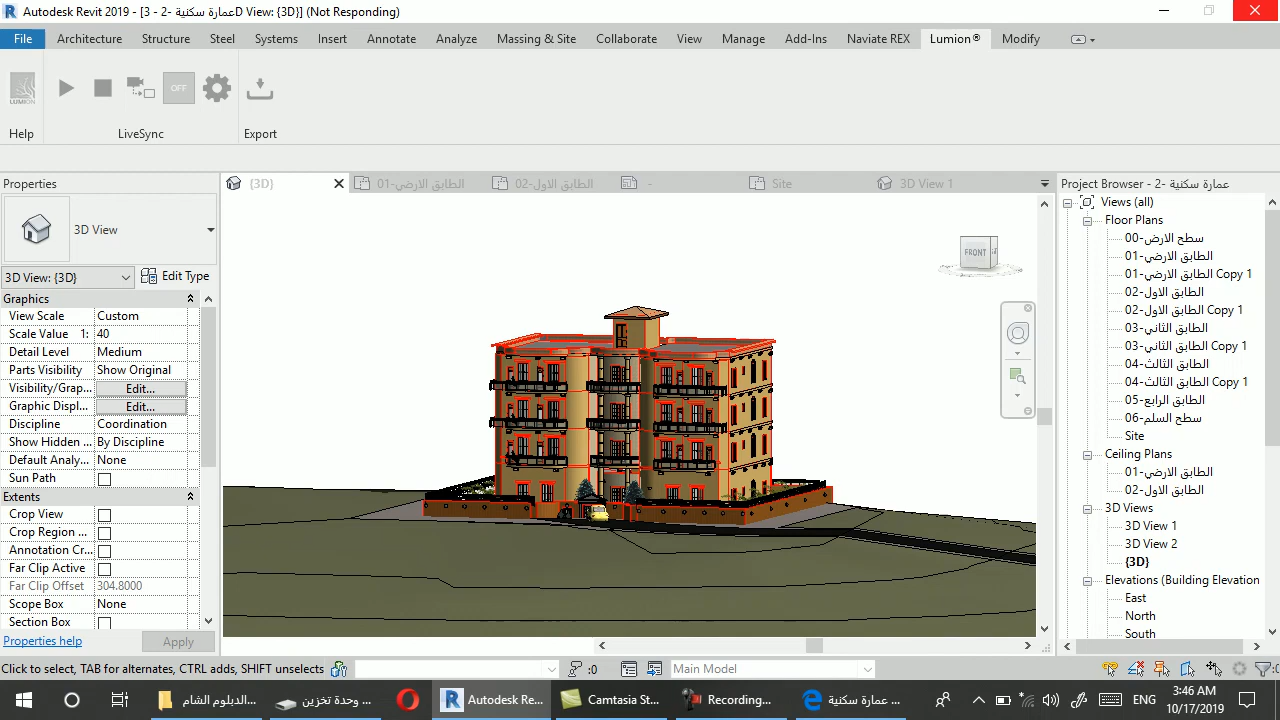 Autodesk Revit 2019 - [عمارة سكنية -2 - 3D View: {3D}] (Not Responding)
File Architecture Structure Steel Systems Insert Annotate Analyze Massing & Site Collaborate View Manage Add-Ins Naviate REX Lumion® Modify
LUMION
OFF
Help LiveSync Export
Properties
{3D} الطابق الارضي-01 الطابق الاول-02 - Site 3D View 1
Project Browser - عمارة سكنية -2
3D View
3D View: {3D} Edit Type
Graphics
View Scale Custom
Scale Value 1: 40
Detail Level Medium
Parts Visibility Show Original
Visibility/Grap... Edit...
Graphic Displ... Edit...
Discipline Coordination
Show Hidden ... By Discipline
Default Analy... None
Sun Path
Extents
Crop View
Crop Region ...
Annotation Cr...
Far Clip Active
Far Clip Offset 304.8000
Scope Box None
Section Box
Properties help Apply
FRONT
Views (all)
Floor Plans
سطح الارض-00
الطابق الارضي-01
الطابق الارضي-01 Copy 1
الطابق الاول-02
الطابق الاول-02 Copy 1
الطابق الثاني-03
الطابق الثاني-03 Copy 1
الطابق الثالث-04
الطابق الثالث-04 Copy 1
الطابق الرابع-05
سطح السلم-06
Site
Ceiling Plans
الطابق الارضي-01
الطابق الاول-02
3D Views
3D View 1
3D View 2
{3D}
Elevations (Building Elevation
East
North
South
Click to select, TAB for alternates, CTRL adds, SHIFT unselects :0 Main Model :0
الدبلوم الشام... وحدة تخزين ... Autodesk Re... Camtasia St... Recording... عمارة سكنية ... ENG 3:46 AM
10/17/2019